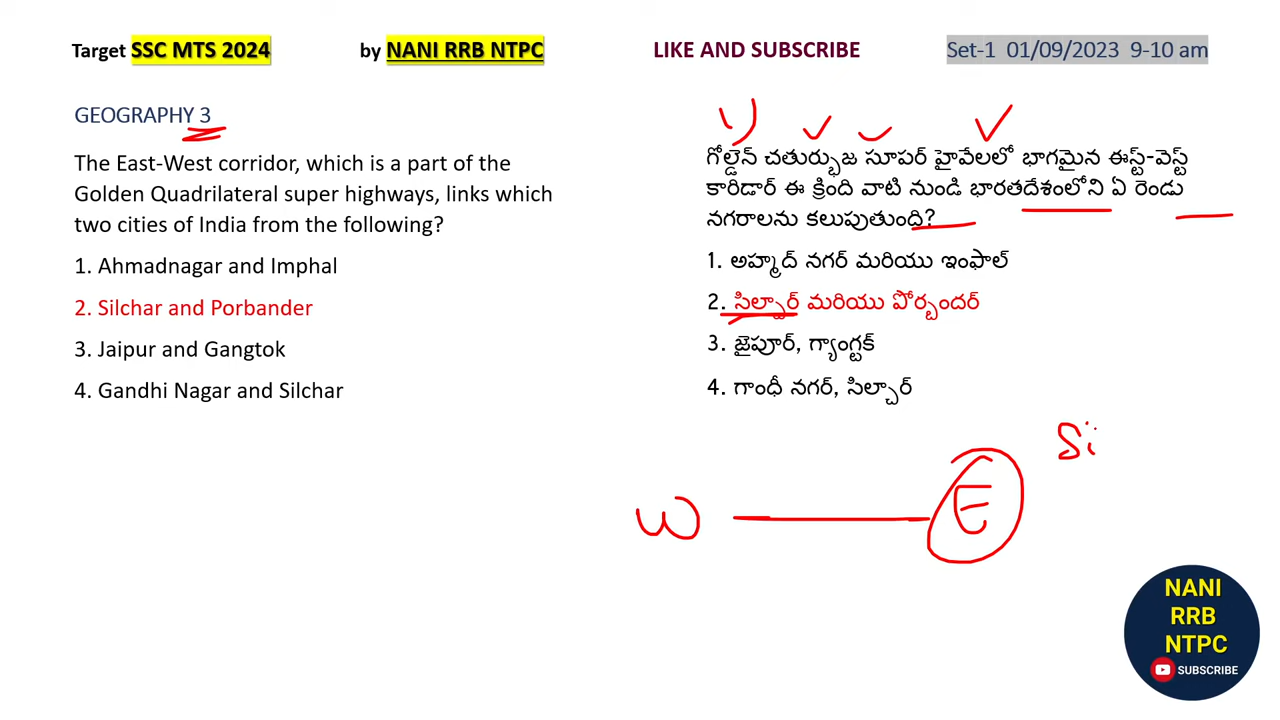 Target SSC MTS 2024 by NANI RRB NTPC LIKE AND SUBSCRIBE Set-1 01/09/2023 9-10 am
GEOGRAPHY 3
The East-West corridor, which is a part of the
Golden Quadrilateral super highways, links which
two cities of India from the following?
1. Ahmadnagar and Imphal
2. Silchar and Porbander
3. Jaipur and Gangtok
4. Gandhi Nagar and Silchar
1)
గోల్డెన్ చతుర్భుజ సూపర్ హైవేలలో భాగమైన ఈస్ట్-వెస్ట్
కారిడార్ ఈ క్రింది వాటి నుండి భారతదేశంలోని ఏ రెండు
నగరాలను కలుపుతుంది?
1. అహ్మద్ నగర్ మరియు ఇంఫాల్
2. సిల్చార్ మరియు పోర్బందర్
3. జైపూర్, గ్యాంగ్టక్
4. గాంధీ నగర్, సిల్చార్
Si
W E
NANI
RRB
NTPC
SUBSCRIBE